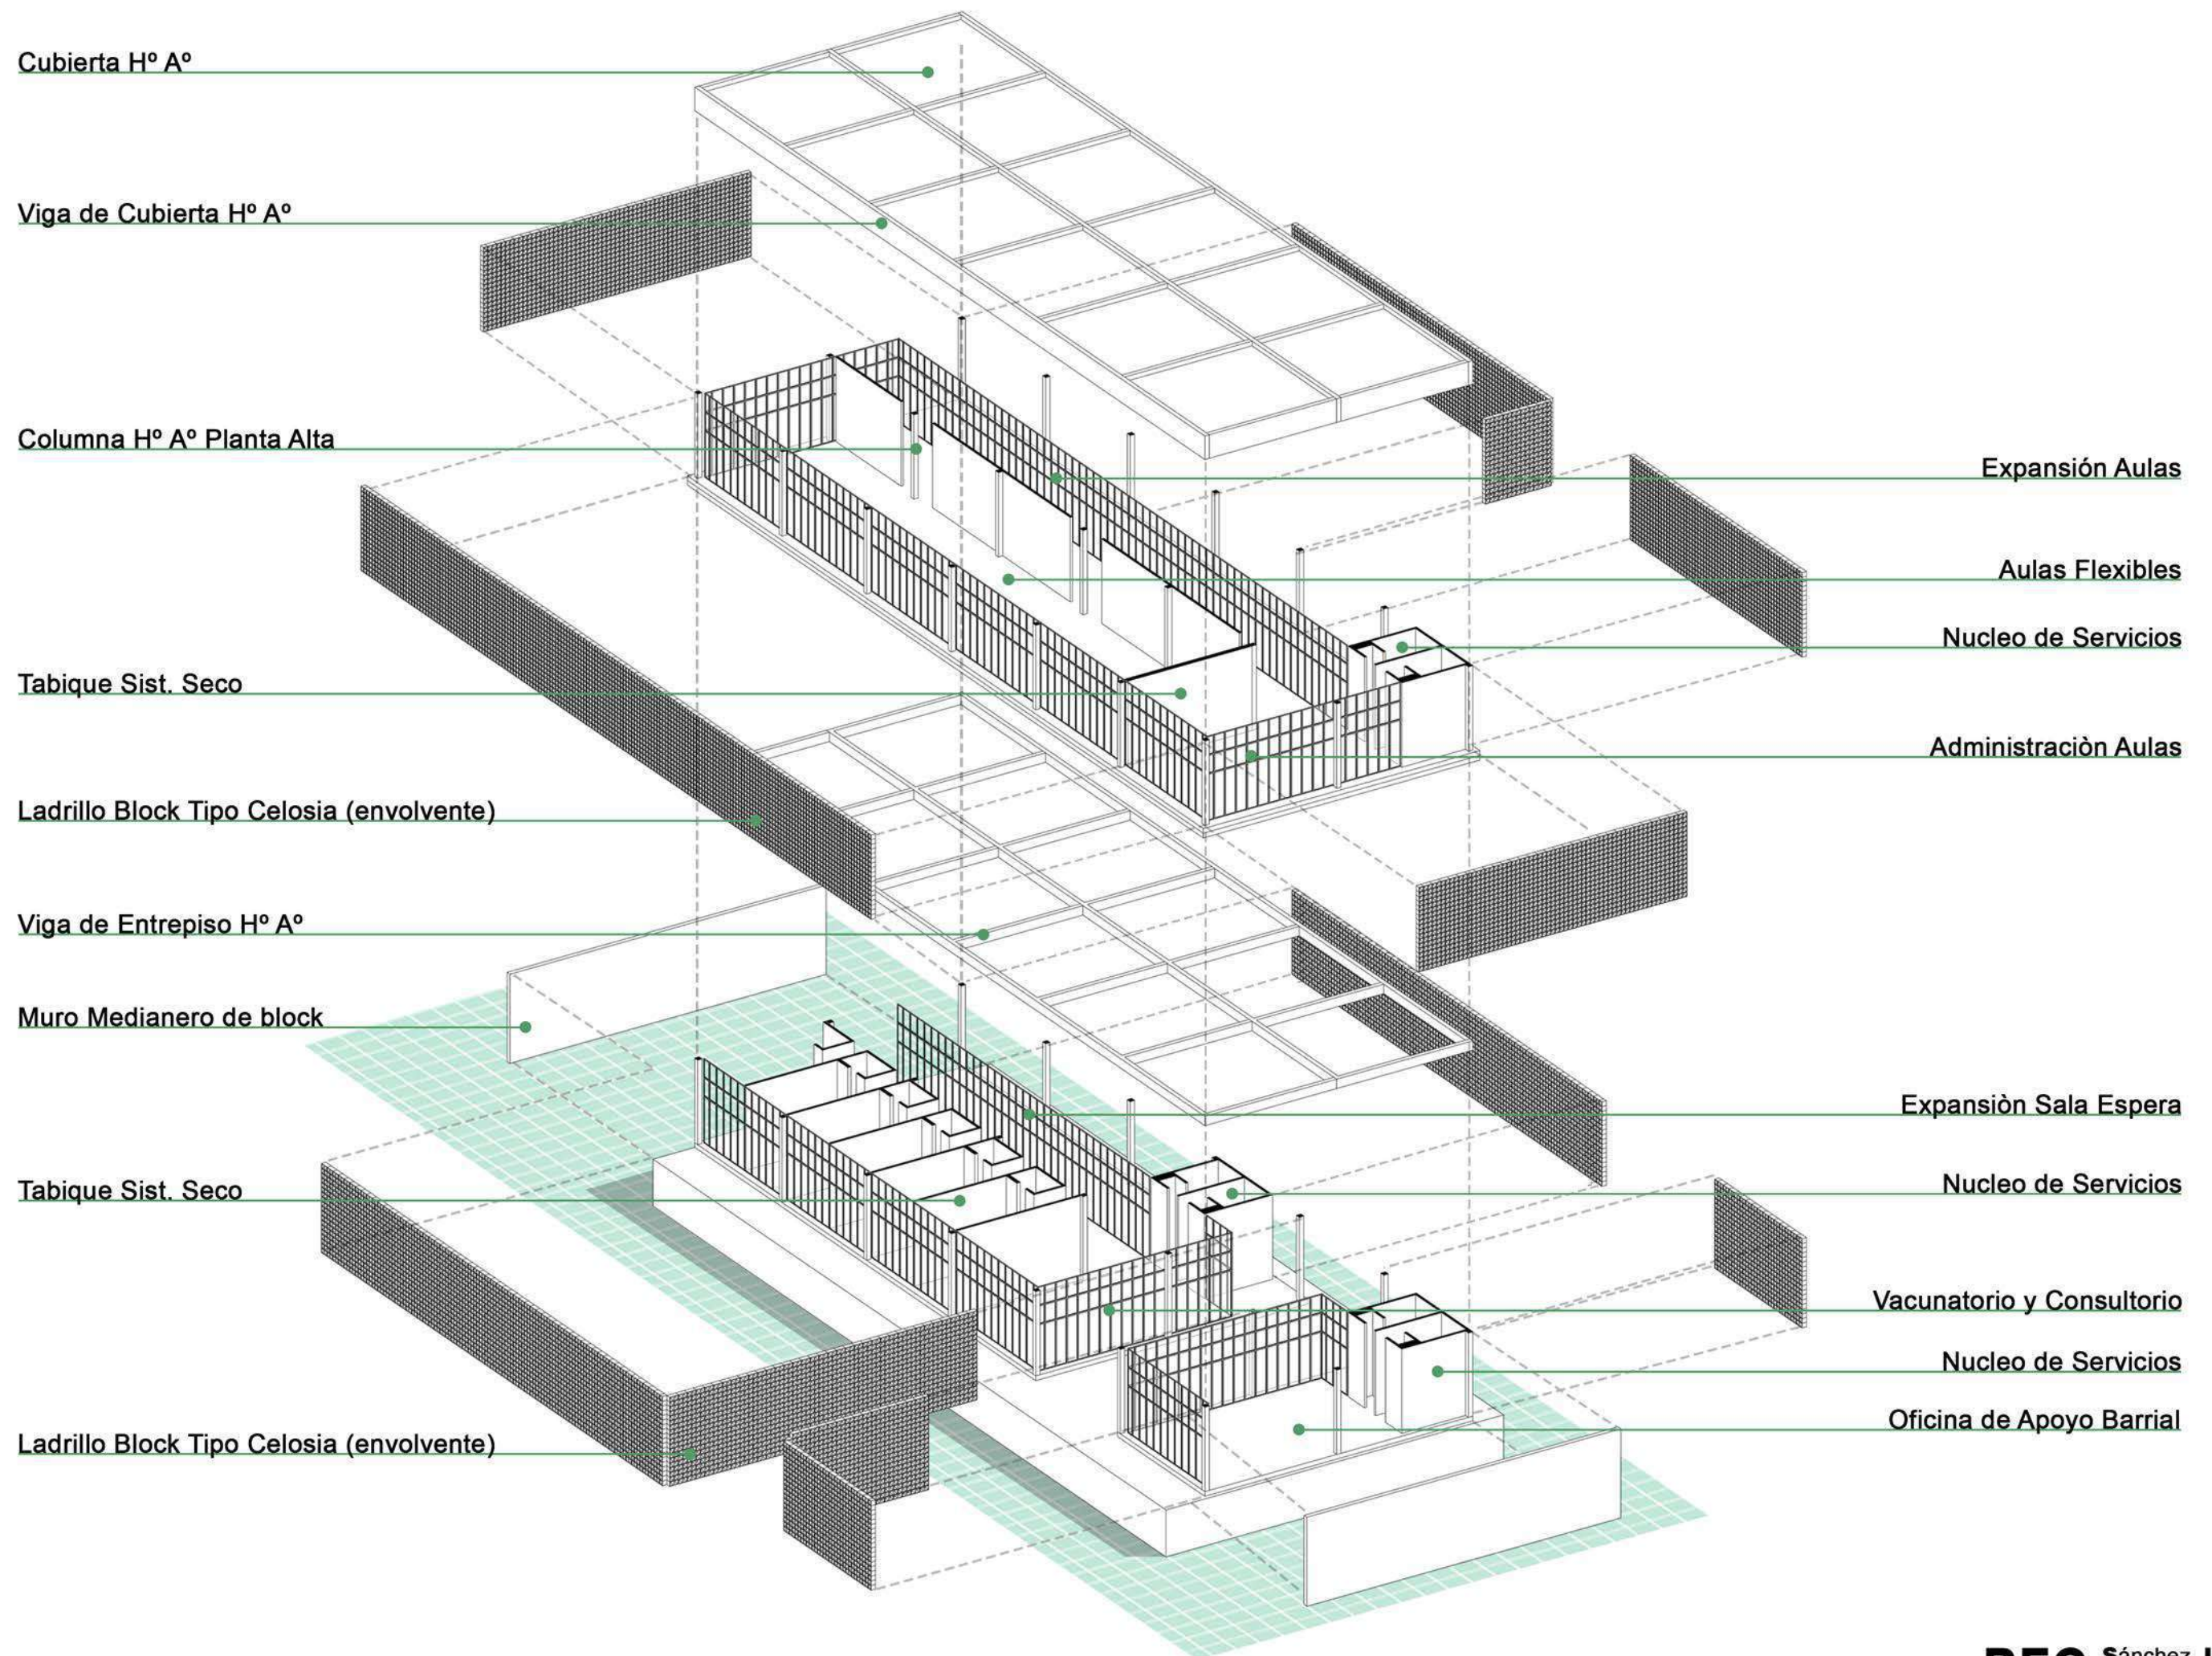 Cubierta Hº Aº
Viga de Cubierta Hº Aº
Columna Hº Aº Planta Alta
Expansión Aulas
Aulas Flexibles
Nucleo de Servicios
Tabique Sist. Seco
Administraciòn Aulas
Ladrillo Block Tipo Celosia (envolvente)
Viga de Entrepiso Hº Aº
Muro Medianero de block
Expansiòn Sala Espera
Nucleo de Servicios
Tabique Sist. Seco
Vacunatorio y Consultorio
Nucleo de Servicios
Oficina de Apoyo Barrial
Ladrillo Block Tipo Celosia (envolvente)
Sánchez